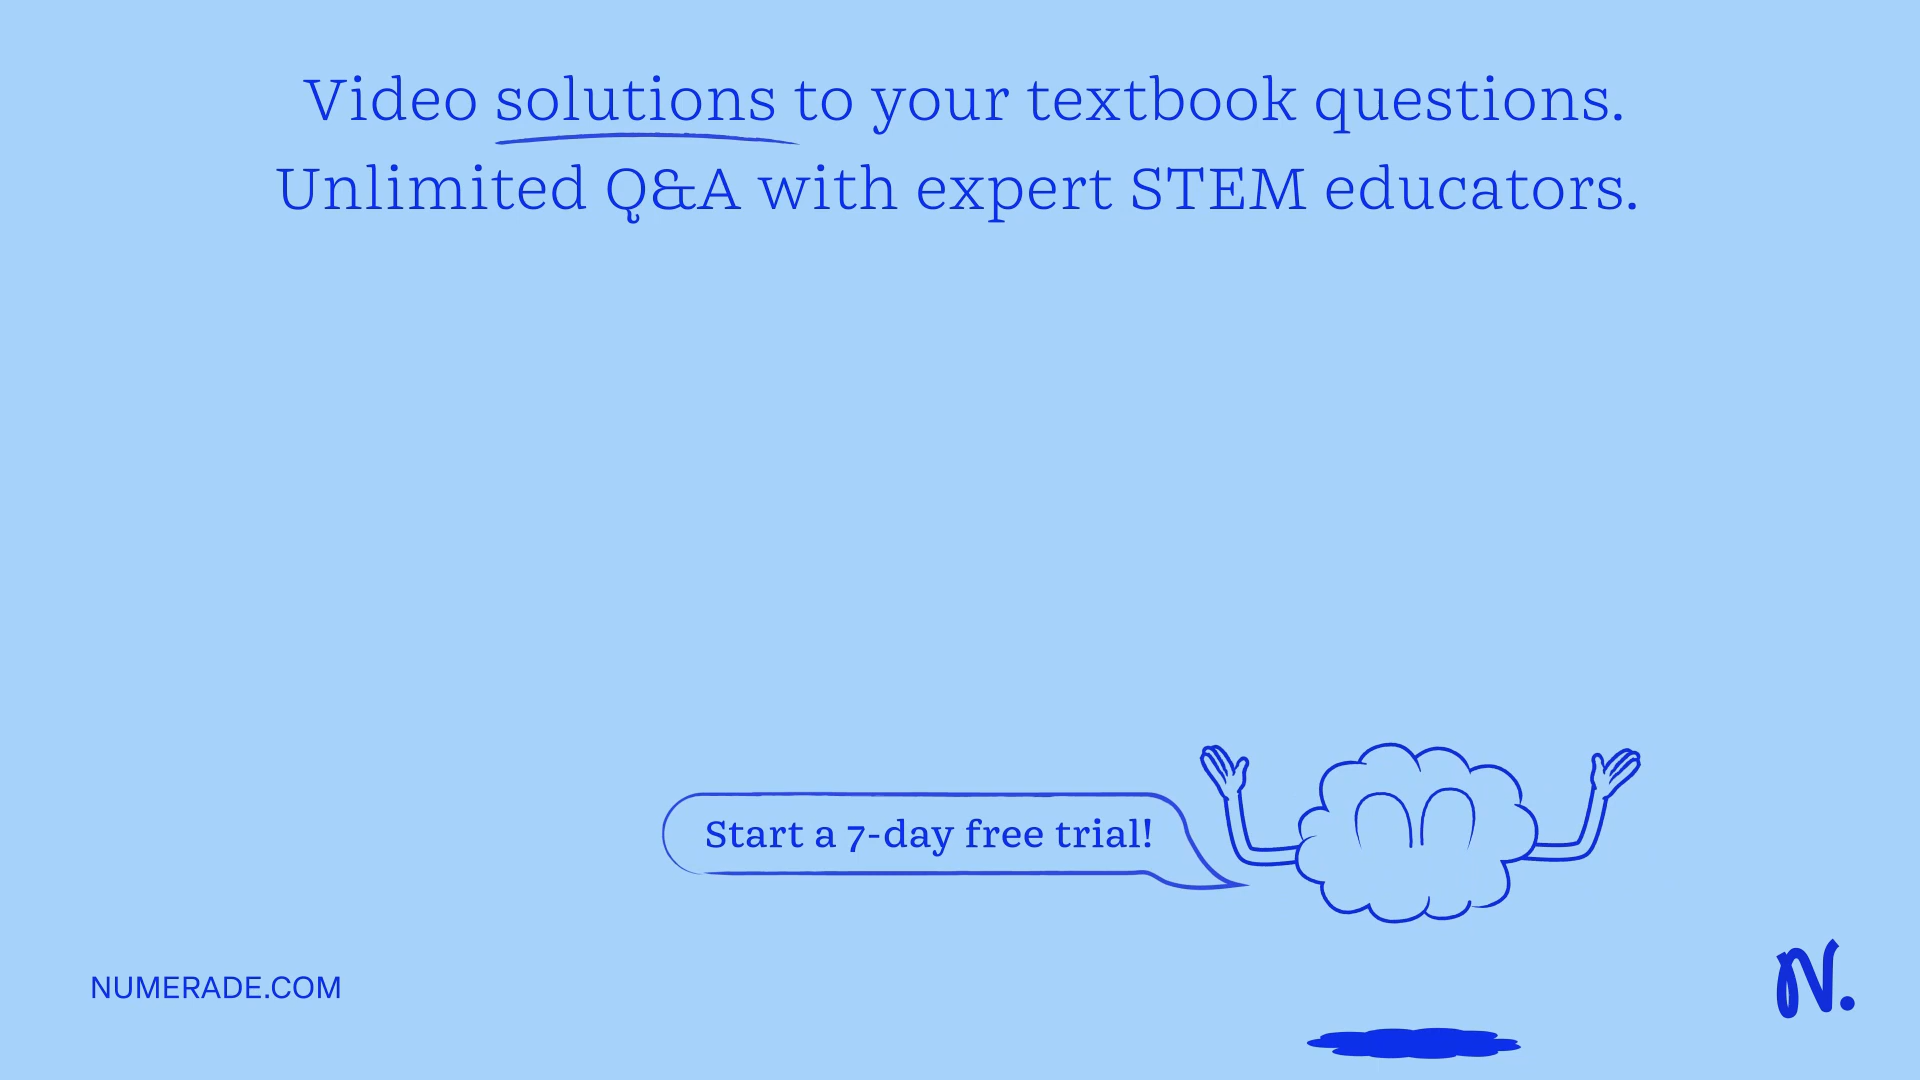 Video solutions to your textbook questions.
Unlimited Q&A with expert STEM educators.
Start a 7-day free trial!
NUMERADE.COM
N.